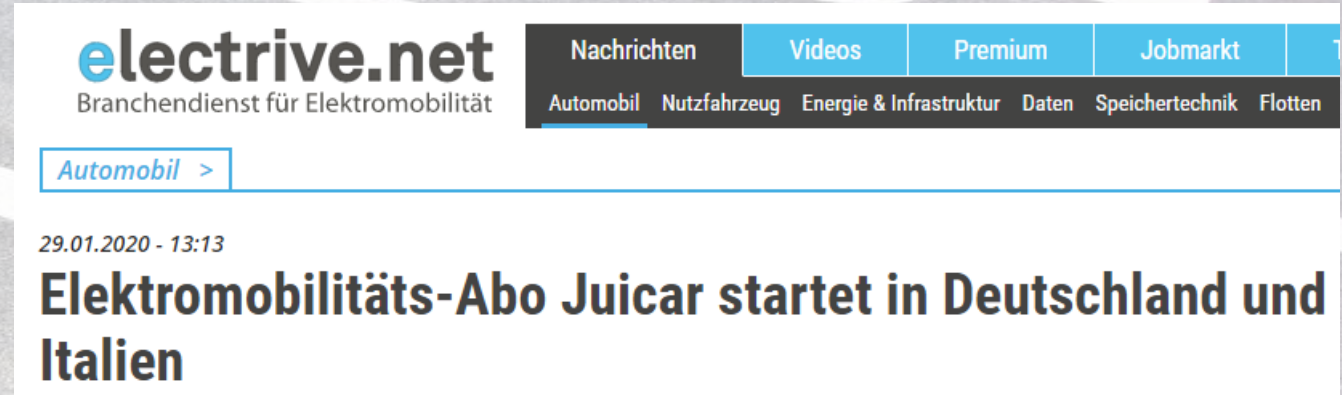 electrive.net
Branchendienst für Elektromobilität
Nachrichten Videos Premium Jobmarkt
Automobil Nutzfahrzeug Energie & Infrastruktur Daten Speichertechnik Flotten
Automobil >
29.01.2020 - 13:13
Elektromobilitäts-Abo Juicar startet in Deutschland und
Italien